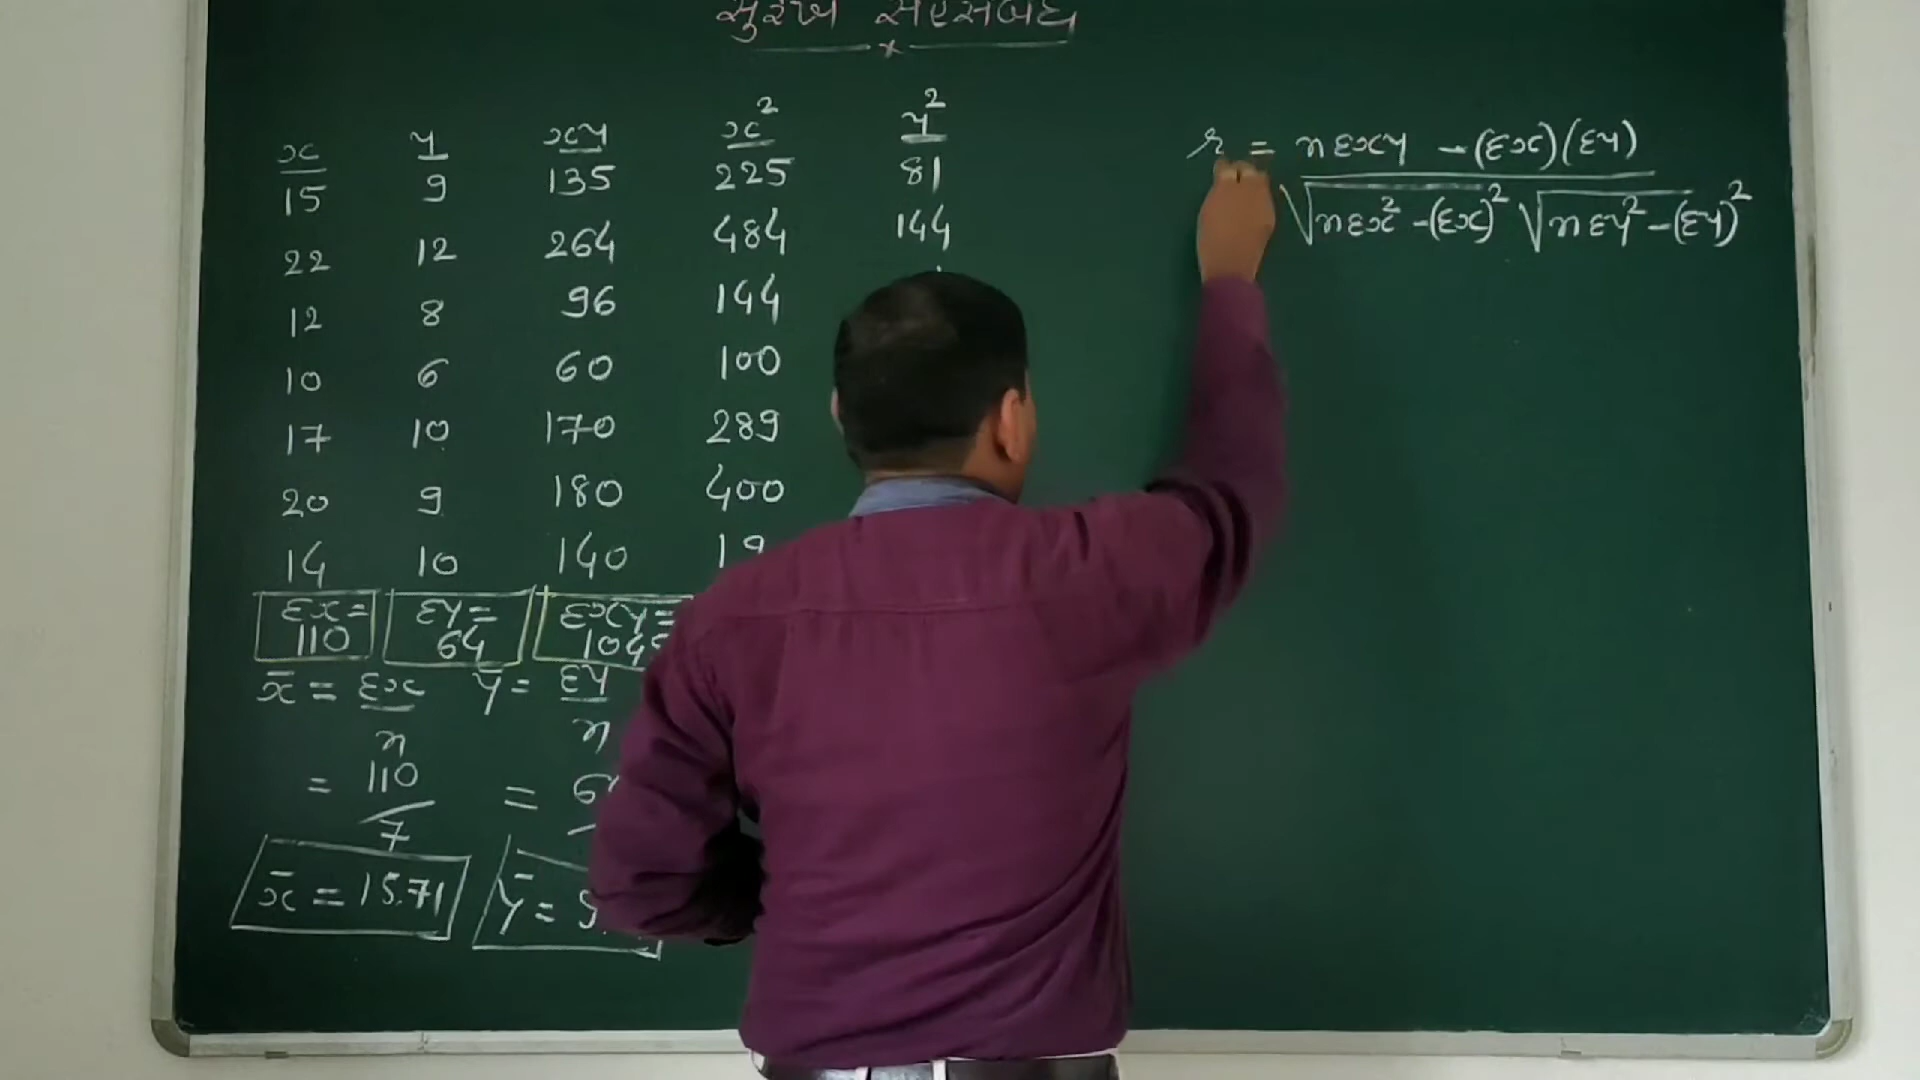 સુરેખ સહસંબંધ
x y xy x² y²
15 9 135 225 81
22 12 264 484 144
12 8 96 144
10 6 60 100
17 10 170 289
20 9 180 400
14 10 140
Σx = 110 Σy = 64 Σxy =
x̄ = Σx / n ȳ = Σy / n
= 110 / 7 =
x̄ = 15.71 ȳ =
r = nΣxy - (Σx)(Σy)
√nΣx² - (Σx)² √nΣy² - (Σy)²